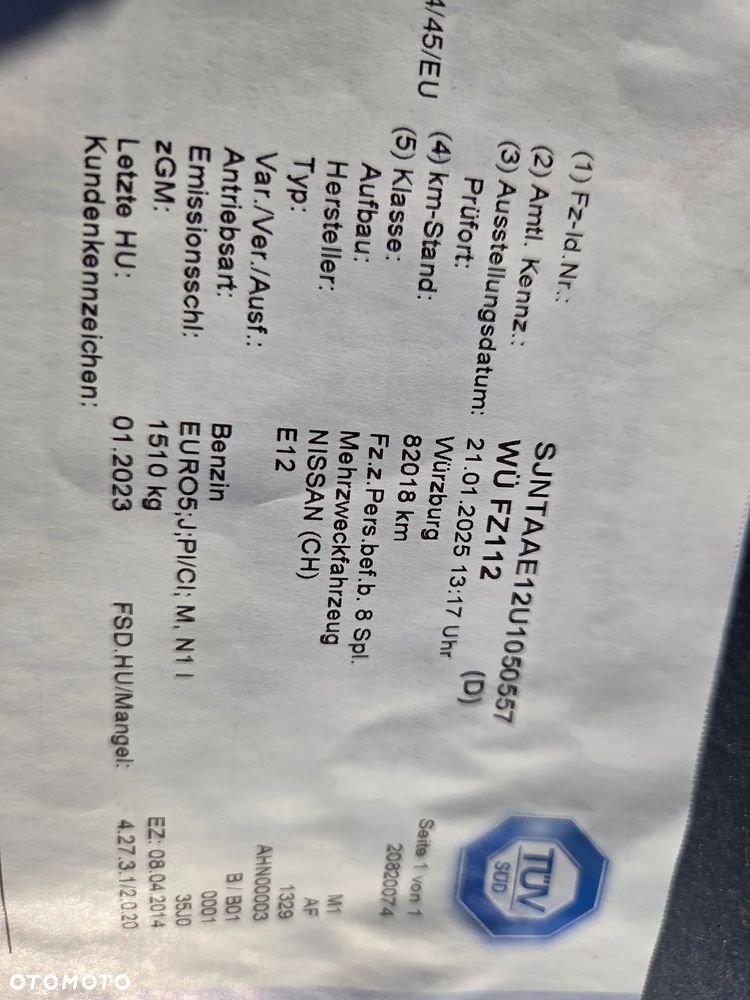 4/45/EU
TÜV
SÜD
Seite 1 von 1
20820074
(1) Fz-Id.Nr.: SJNTAAE12U1050557
(2) Amtl. Kennz.: WÜ FZ112 (D)
(3) Ausstellungsdatum: 21.01.2025 13:17 Uhr
Prüfort: Würzburg
(4) km-Stand: 82018 km
(5) Klasse: Fz.z.Pers.bef.b. 8 Spl. M1
Aufbau: Mehrzweckfahrzeug AF
Hersteller: NISSAN (CH) 1329
Typ: E12 AHN00003
Var./Ver./Ausf.: B / B01
Antriebsart: Benzin 0001
Emissionsschl: EURO5;J;PI/CI; M, N1 I 35J0
zGM: 1510 kg EZ: 08.04.2014
Letzte HU: 01.2023 FSD.HU/Mangel: 4.27.3.1/2.0.20
Kundenkennzeichen:
OTOMOTO